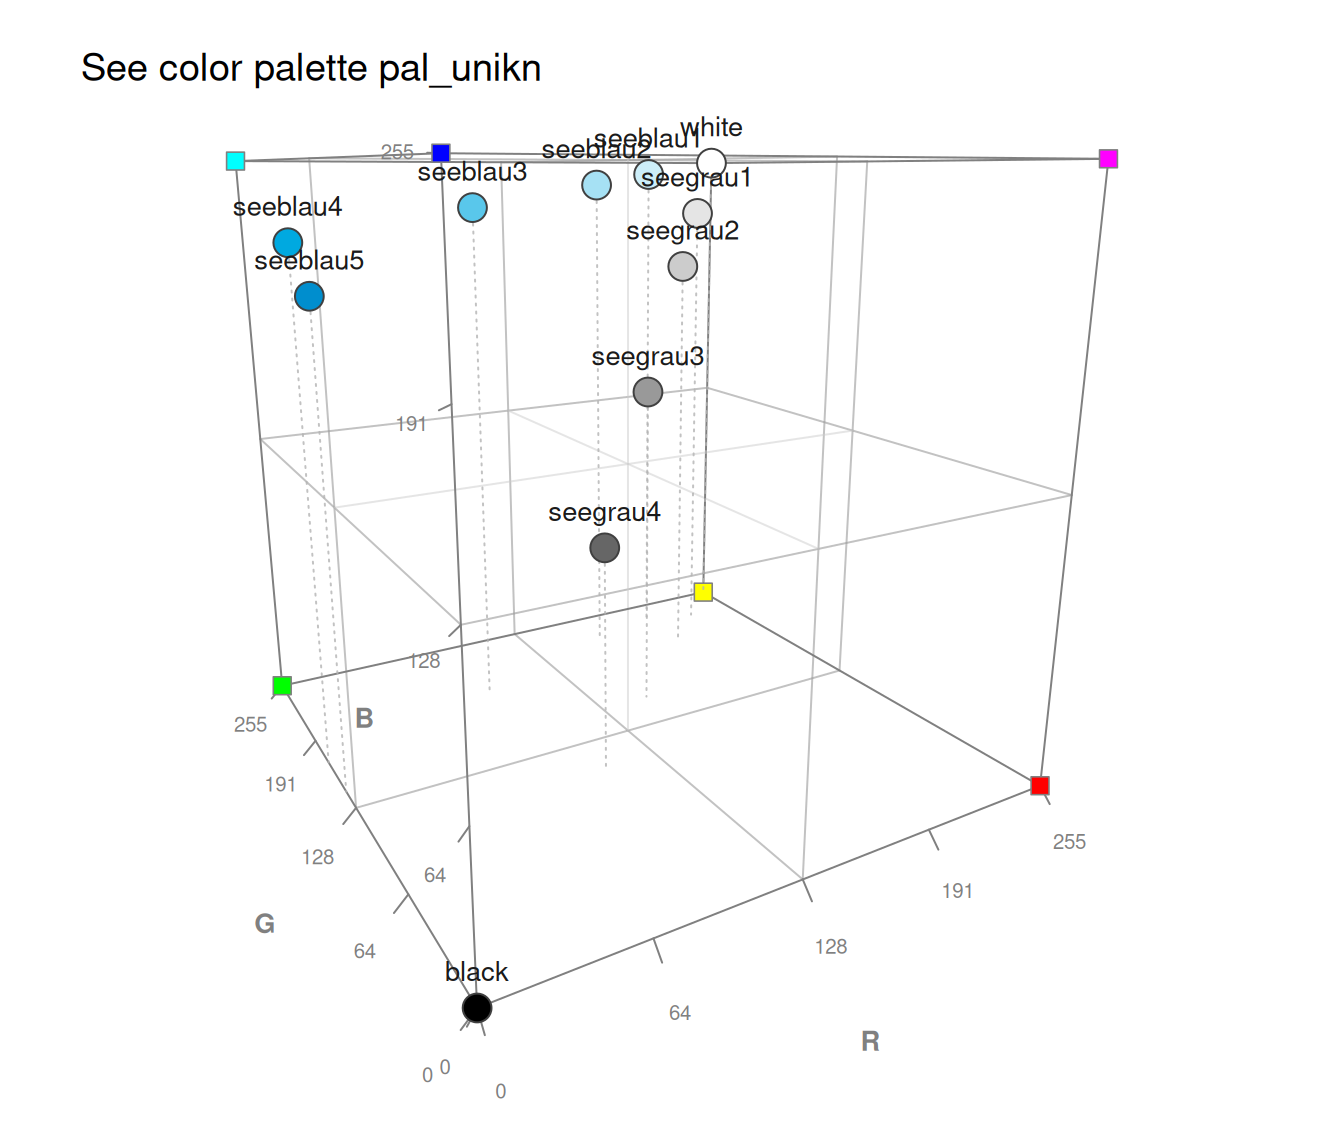 See color palette pal_unikn
white
seeblau1
seeblau2
255
seeblau3
seegrau1
seeblau4
seegrau2
seeblau5
seegrau3
191
seegrau4
128
B
255
191
128
64
G
64
black
255
191
128
64
R
0
0
0